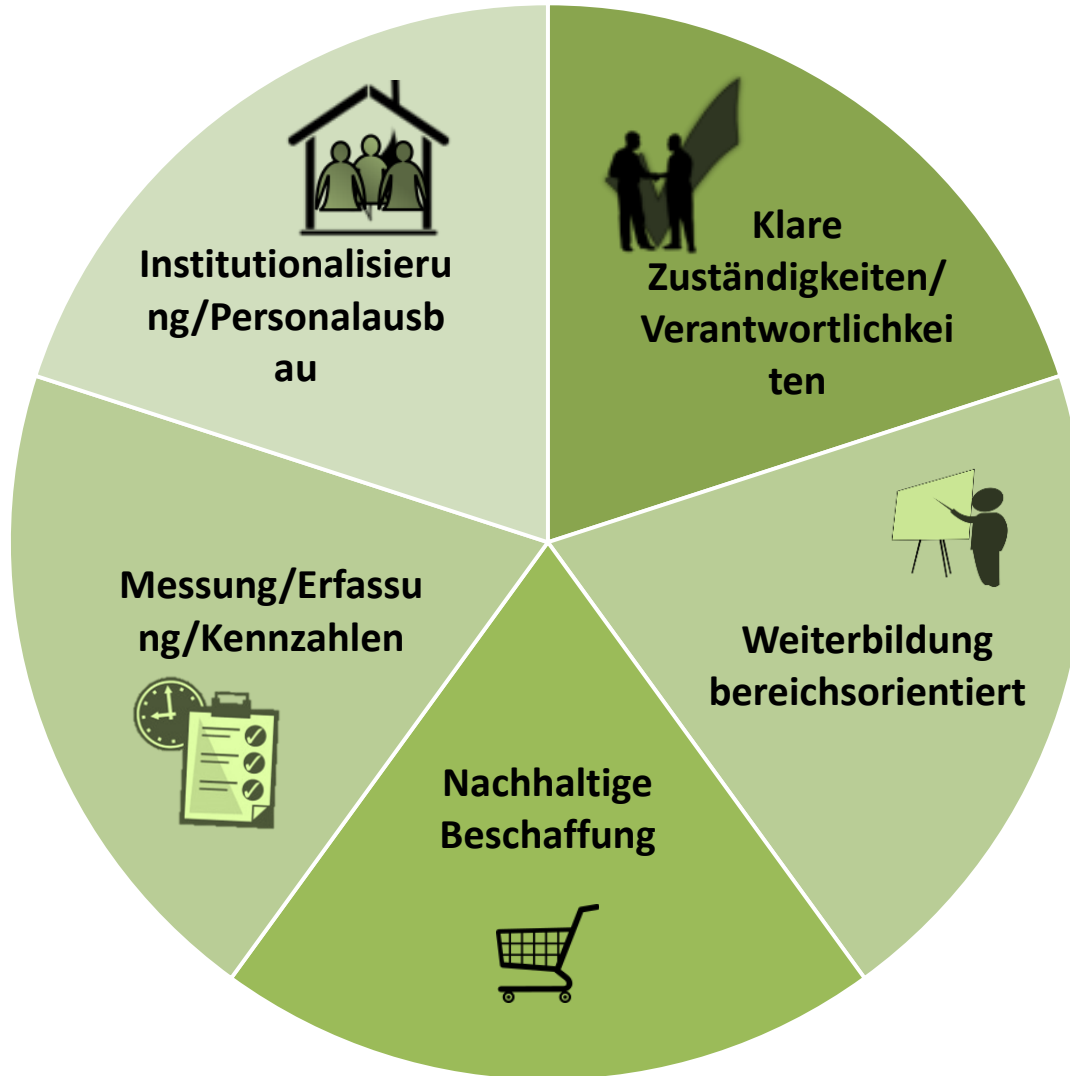 Institutionalisieru
ng/Personalausb
au
Klare
Zuständigkeiten/
Verantwortlichkei
ten
Weiterbildung
bereichsorientiert
Nachhaltige
Beschaffung
Messung/Erfassu
ng/Kennzahlen